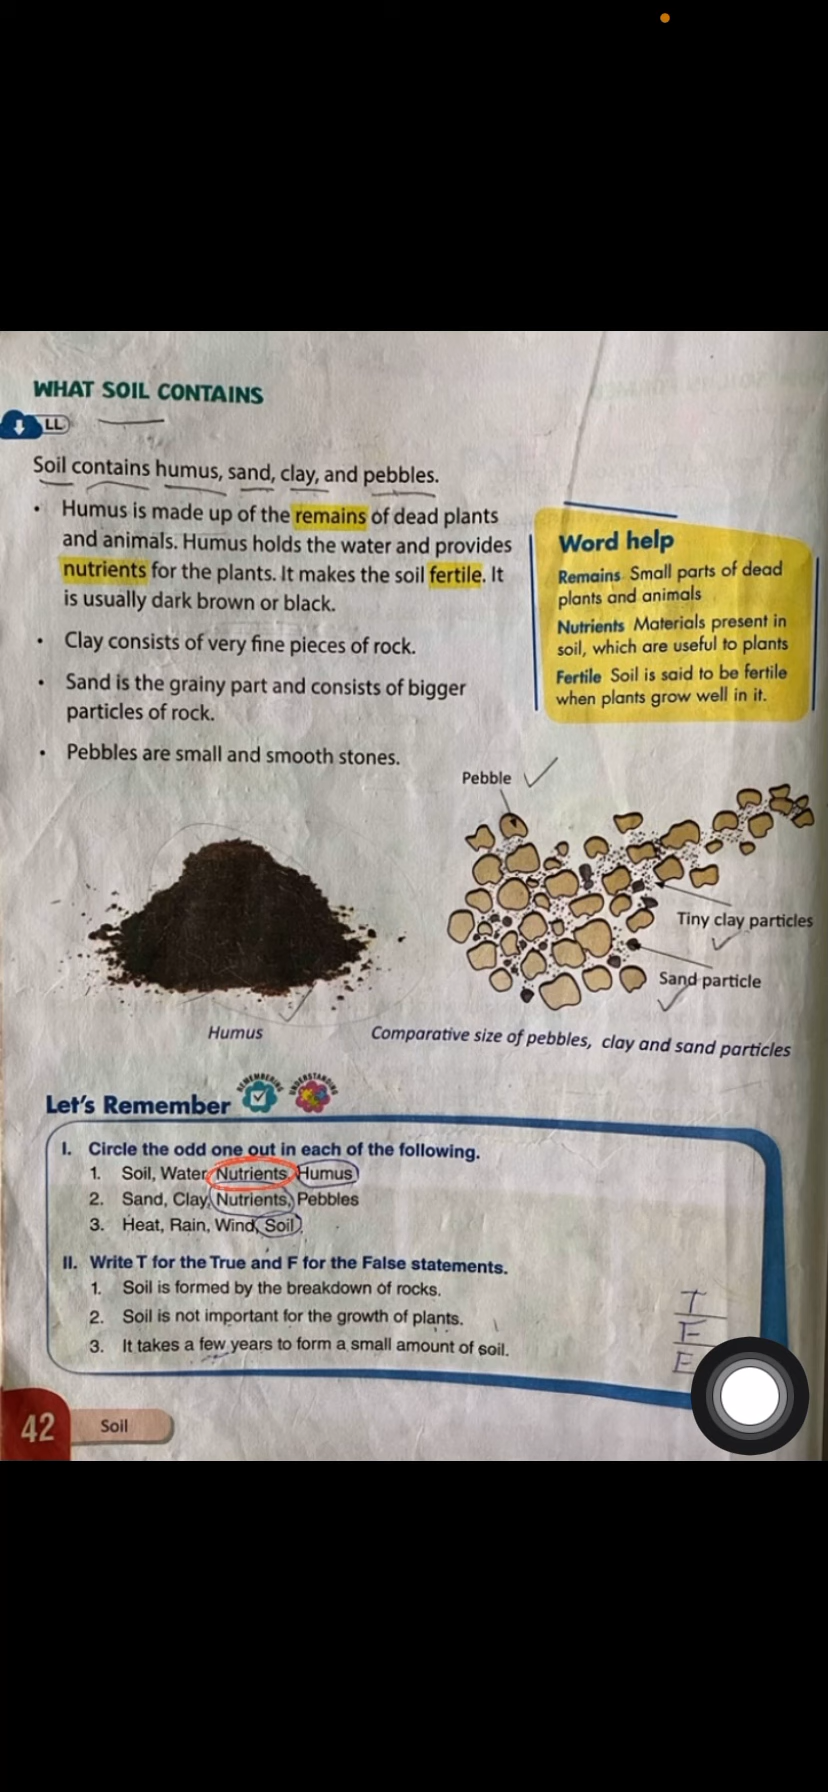 WHAT SOIL CONTAINS
LL
Soil contains humus, sand, clay, and pebbles.
• Humus is made up of the remains of dead plants
and animals. Humus holds the water and provides
nutrients for the plants. It makes the soil fertile. It
is usually dark brown or black.
• Clay consists of very fine pieces of rock.
• Sand is the grainy part and consists of bigger
particles of rock.
• Pebbles are small and smooth stones.
Word help
Remains Small parts of dead
plants and animals
Nutrients Materials present in
soil, which are useful to plants
Fertile Soil is said to be fertile
when plants grow well in it.
Pebble
Tiny clay particles
Sand particle
Humus
Comparative size of pebbles, clay and sand particles
Let's Remember
REMEMBERING
UNDERSTANDING
I. Circle the odd one out in each of the following.
1. Soil, Water, Nutrients, Humus
2. Sand, Clay, Nutrients, Pebbles
3. Heat, Rain, Wind, Soil
II. Write T for the True and F for the False statements.
1. Soil is formed by the breakdown of rocks. T
2. Soil is not important for the growth of plants. F
3. It takes a few years to form a small amount of soil. F
42
Soil